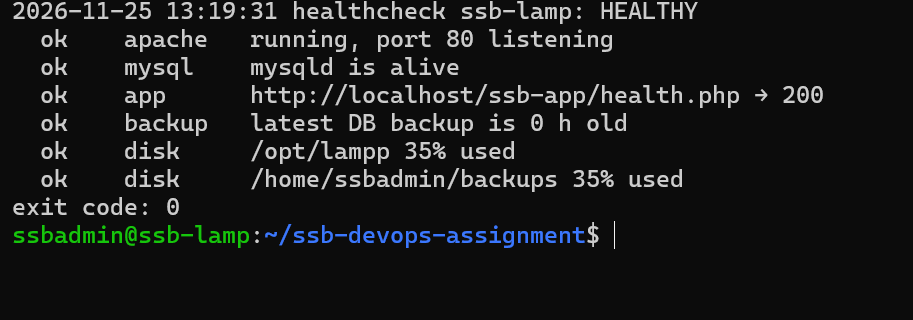 2026-11-25 13:19:31 healthcheck ssb-lamp: HEALTHY
  ok    apache   running, port 80 listening
  ok    mysql    mysqld is alive
  ok    app      http://localhost/ssb-app/health.php → 200
  ok    backup   latest DB backup is 0 h old
  ok    disk     /opt/lampp 35% used
  ok    disk     /home/ssbadmin/backups 35% used
exit code: 0
ssbadmin@ssb-lamp:~/ssb-devops-assignment$